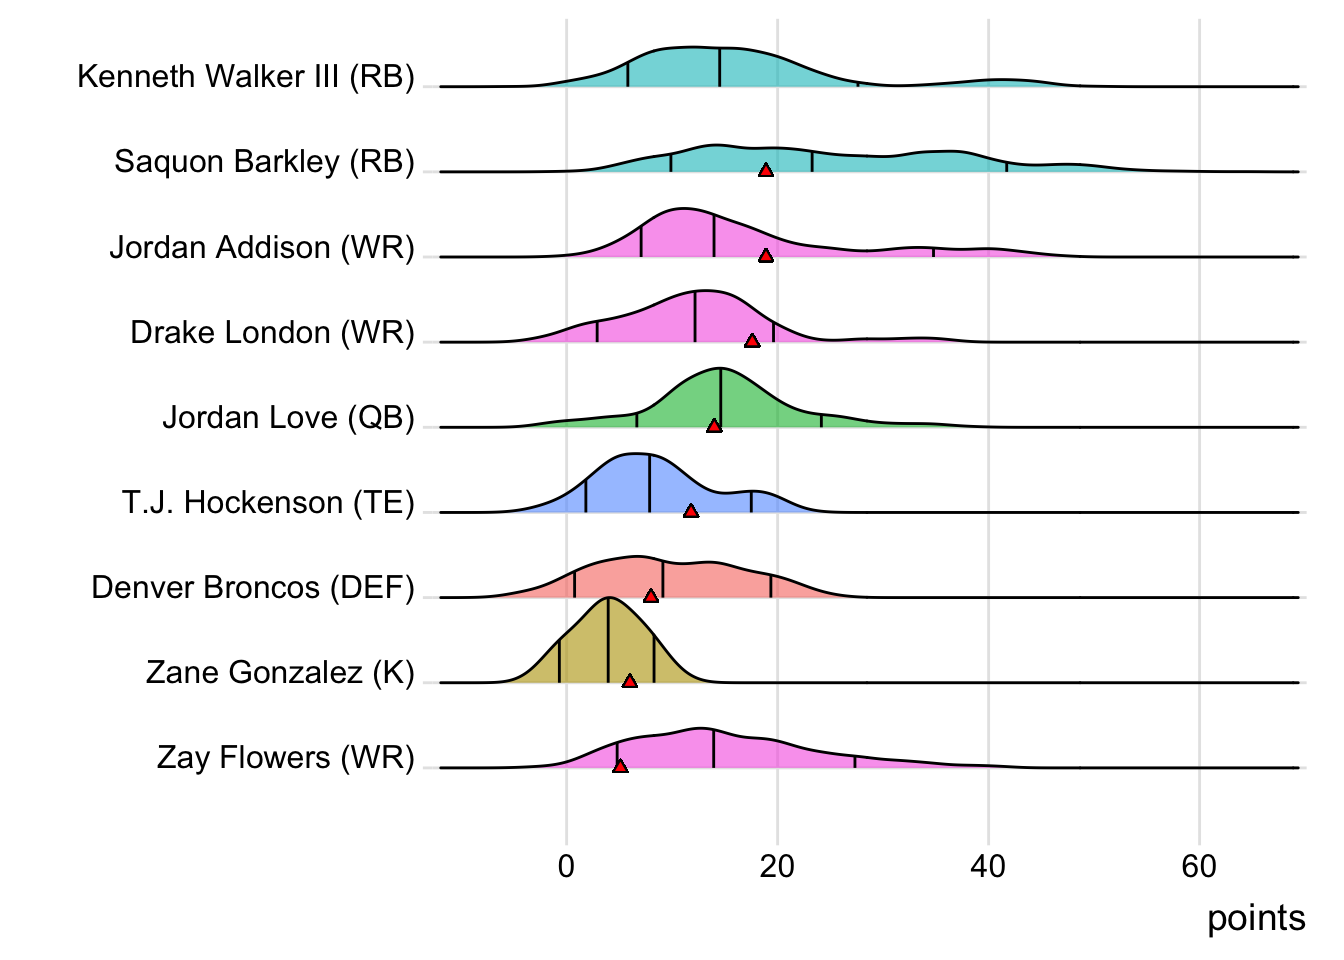 Kenneth Walker III (RB)
Saquon Barkley (RB)
Jordan Addison (WR)
Drake London (WR)
Jordan Love (QB)
T.J. Hockenson (TE)
Denver Broncos (DEF)
Zane Gonzalez (K)
Zay Flowers (WR)
0 20 40 60
points